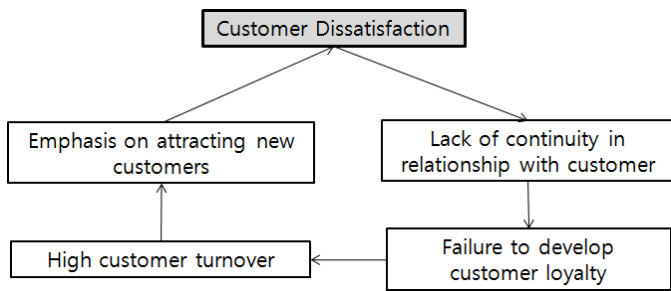 Customer Dissatisfaction
Emphasis on attracting new
customers
Lack of continuity in
relationship with customer
High customer turnover
Failure to develop
customer loyalty